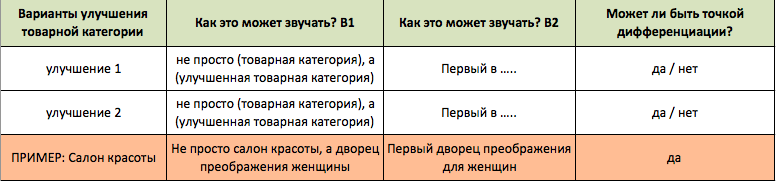 Варианты улучшения товарной категории
Как это может звучать? В1
Как это может звучать? В2
Может ли быть точкой дифференциации?
улучшение 1
не просто (товарная категория), а (улучшенная товарная категория)
Первый в .....
да / нет
улучшение 2
не просто (товарная категория), а (улучшенная товарная категория)
Первый в .....
да / нет
ПРИМЕР: Салон красоты
Не просто салон красоты, а дворец преображения женщины
Первый дворец преображения для женщин
да